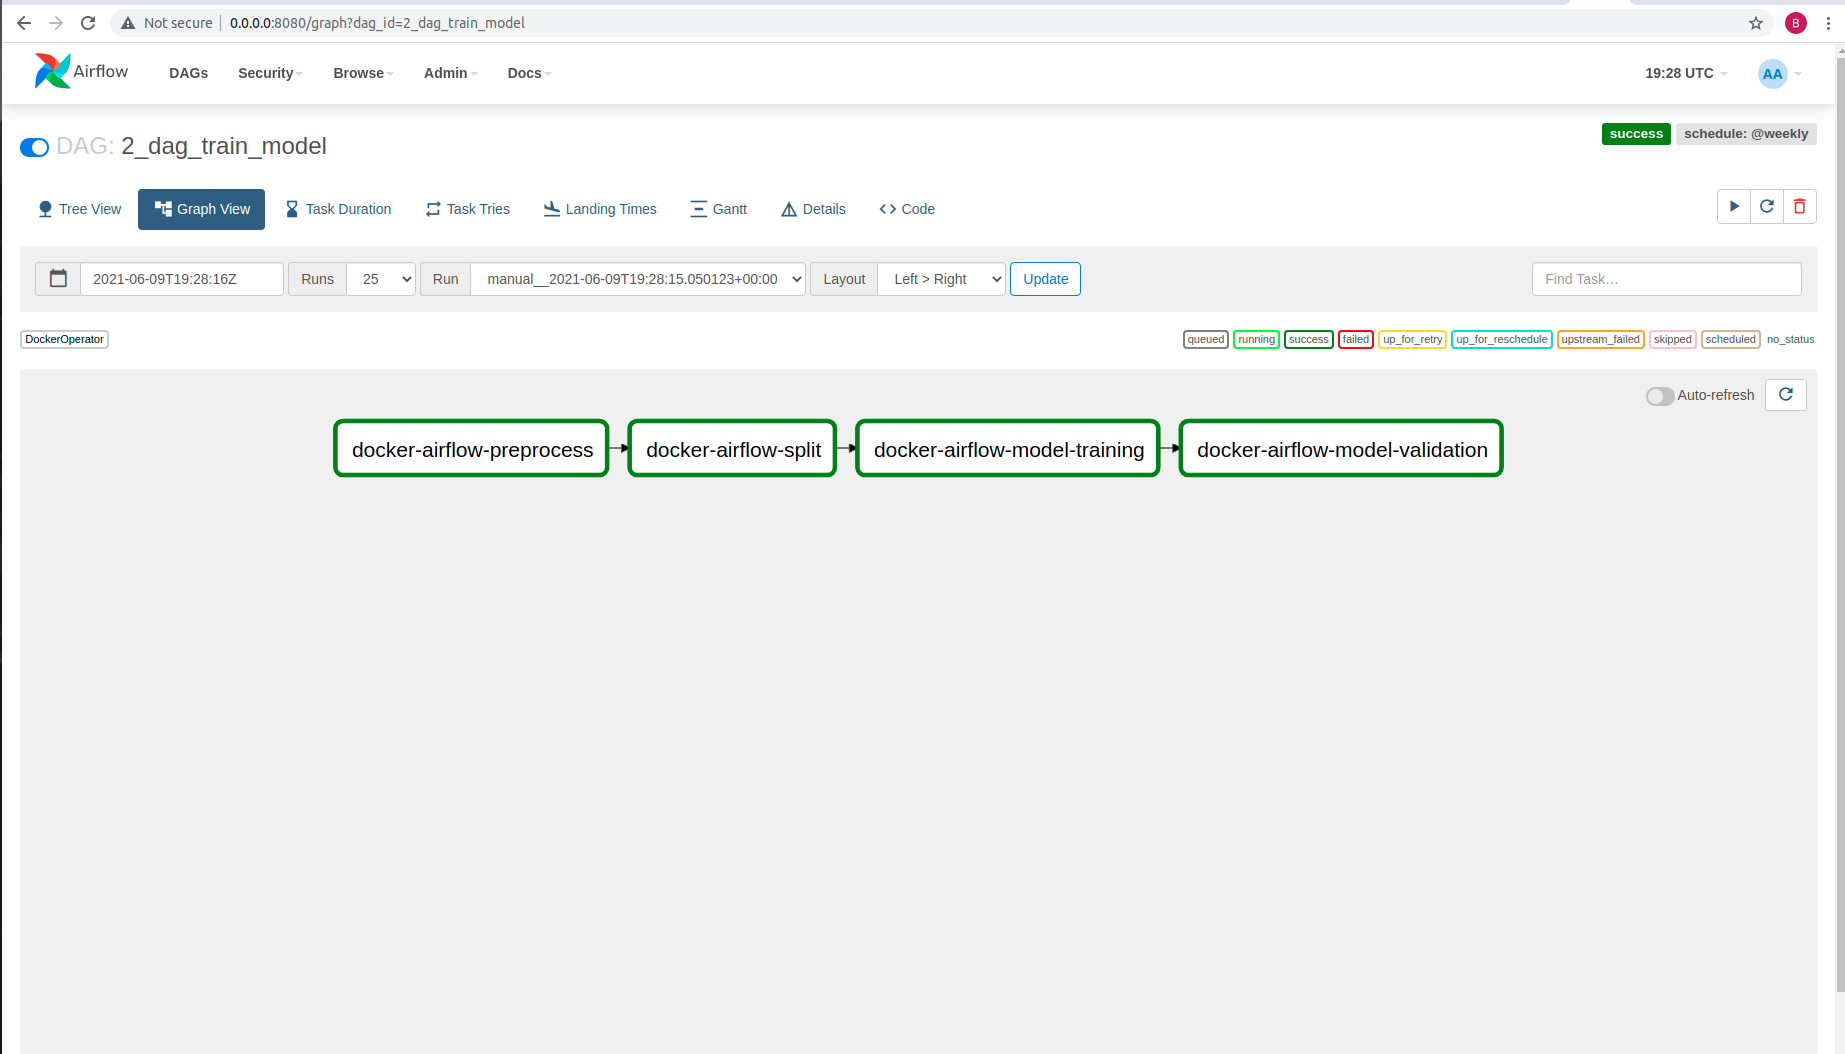 Not secure | 0.0.0.0:8080/graph?dag_id=2_dag_train_model
B
Airflow DAGs Security Browse Admin Docs 19:28 UTC AA
DAG: 2_dag_train_model success schedule: @weekly
Tree View Graph View Task Duration Task Tries Landing Times Gantt Details Code
2021-06-09T19:28:16Z Runs 25 Run manual__2021-06-09T19:28:15.050123+00:00 Layout Left > Right Update Find Task…
DockerOperator queued running success failed up_for_retry up_for_reschedule upstream_failed skipped scheduled no_status
Auto-refresh
docker-airflow-preprocess docker-airflow-split docker-airflow-model-training docker-airflow-model-validation